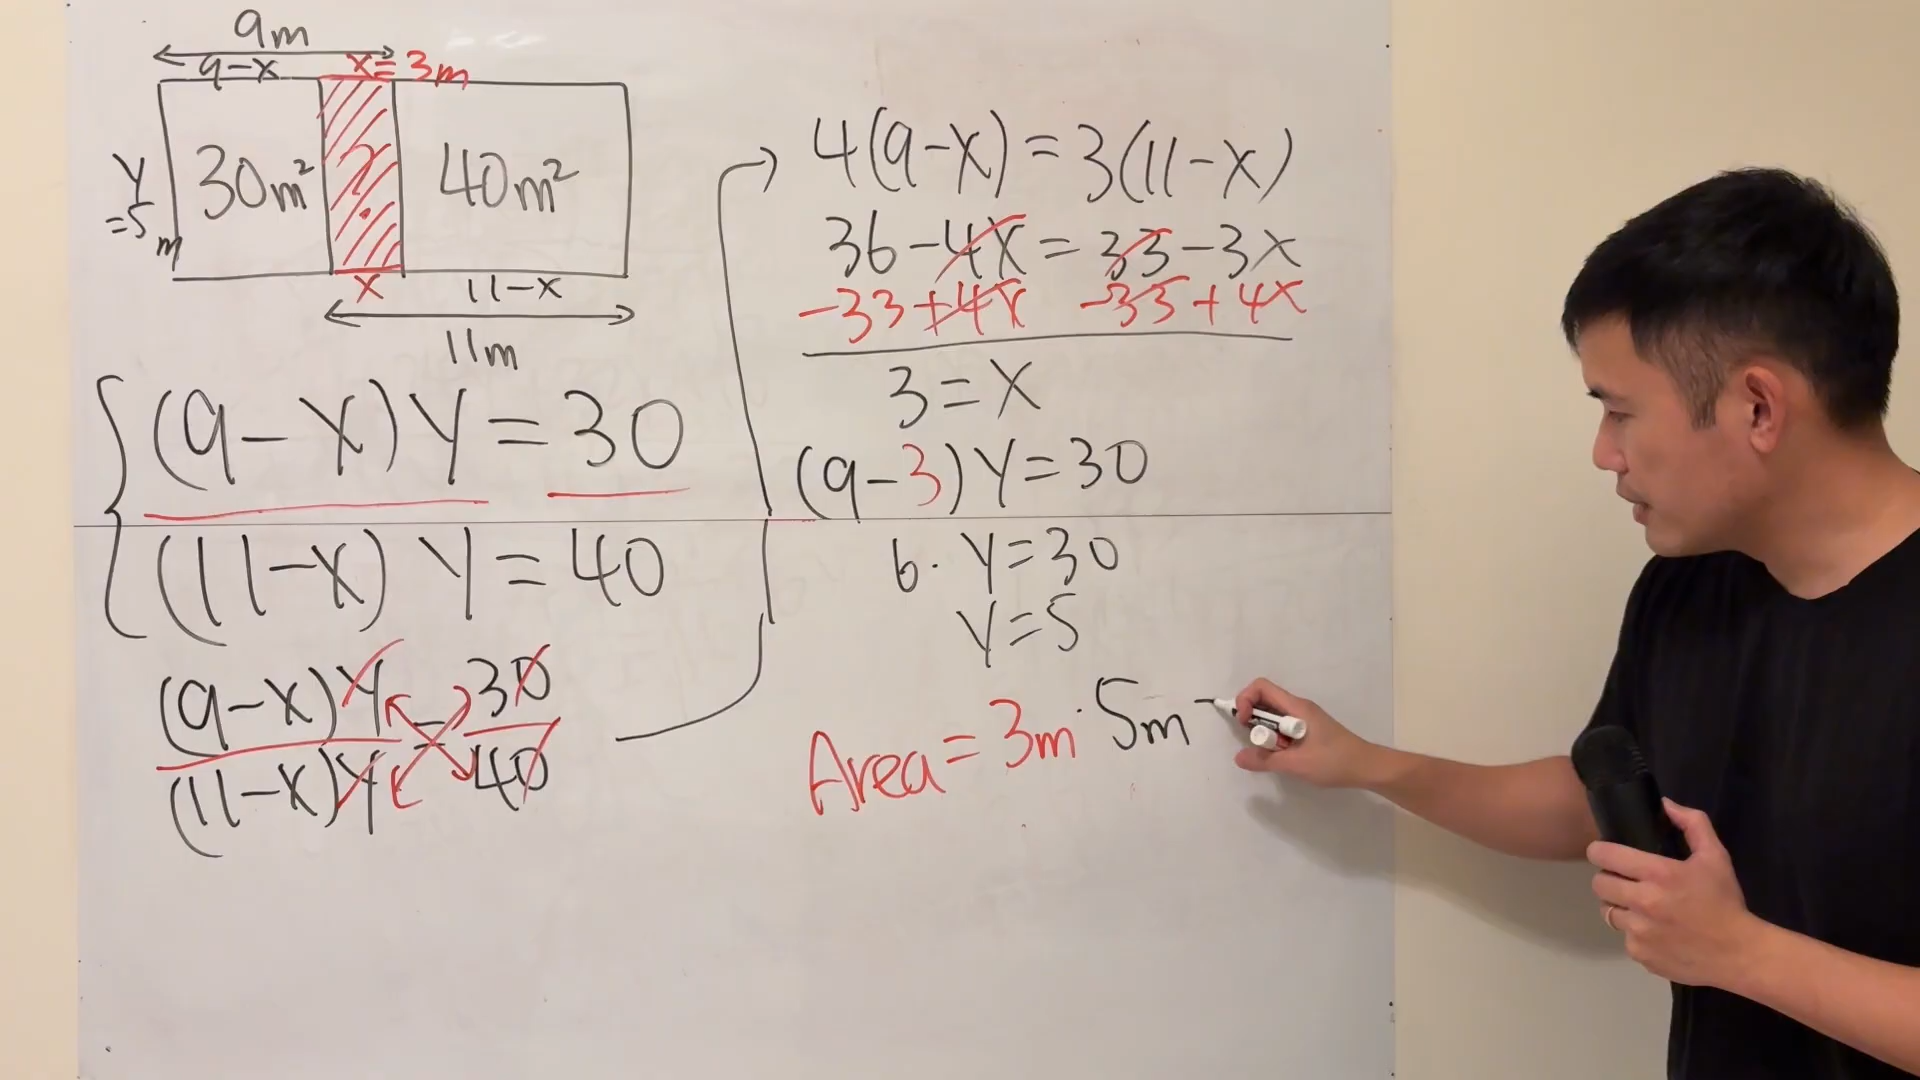 9m
9-x x=3m
30m² ? 40m²
y
=5m
x 11-x
11m
(9-x)y=30
(11-x) y=40
(9-x)y = 30
(11-x)y 40
4(9-x)=3(11-x)
36-4x=33-3x
-33+4x -33+4x
3=x
(9-3)y=30
6·y=30
y=5
Area=3m·5m